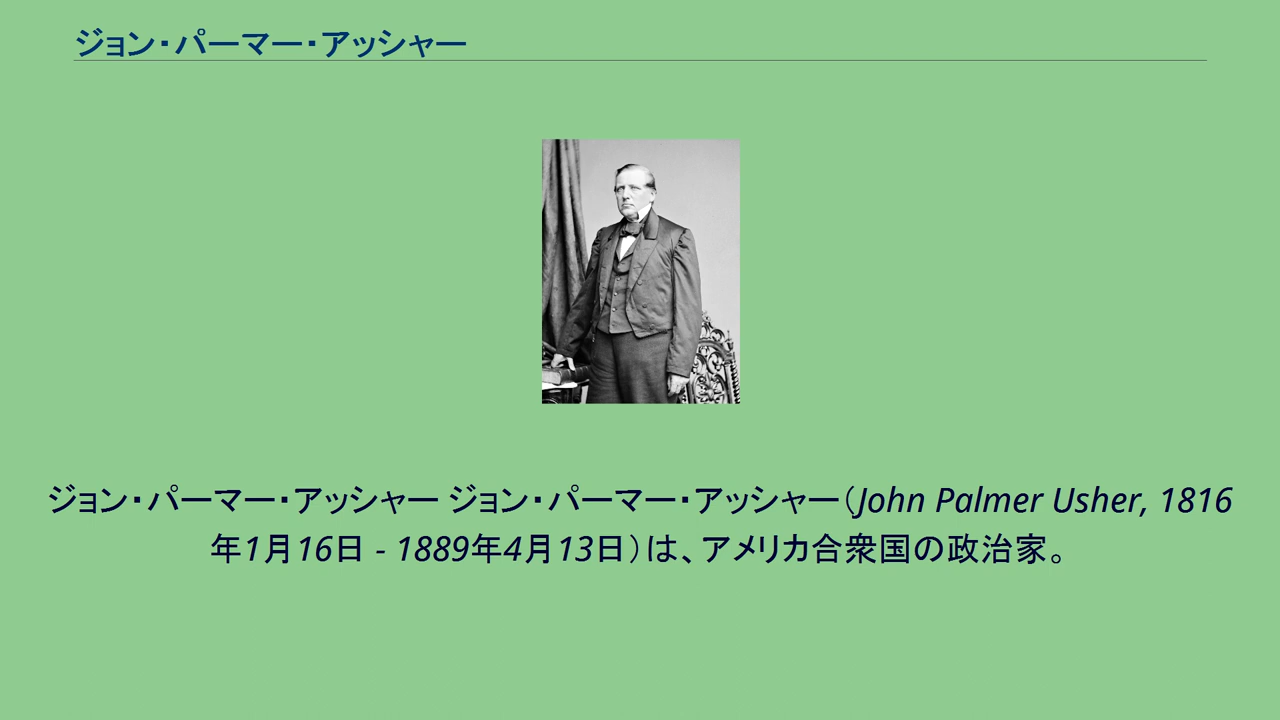 ジョン・パーマー・アッシャー
ジョン・パーマー・アッシャー ジョン・パーマー・アッシャー（John Palmer Usher, 1816
年1月16日 - 1889年4月13日）は、アメリカ合衆国の政治家。